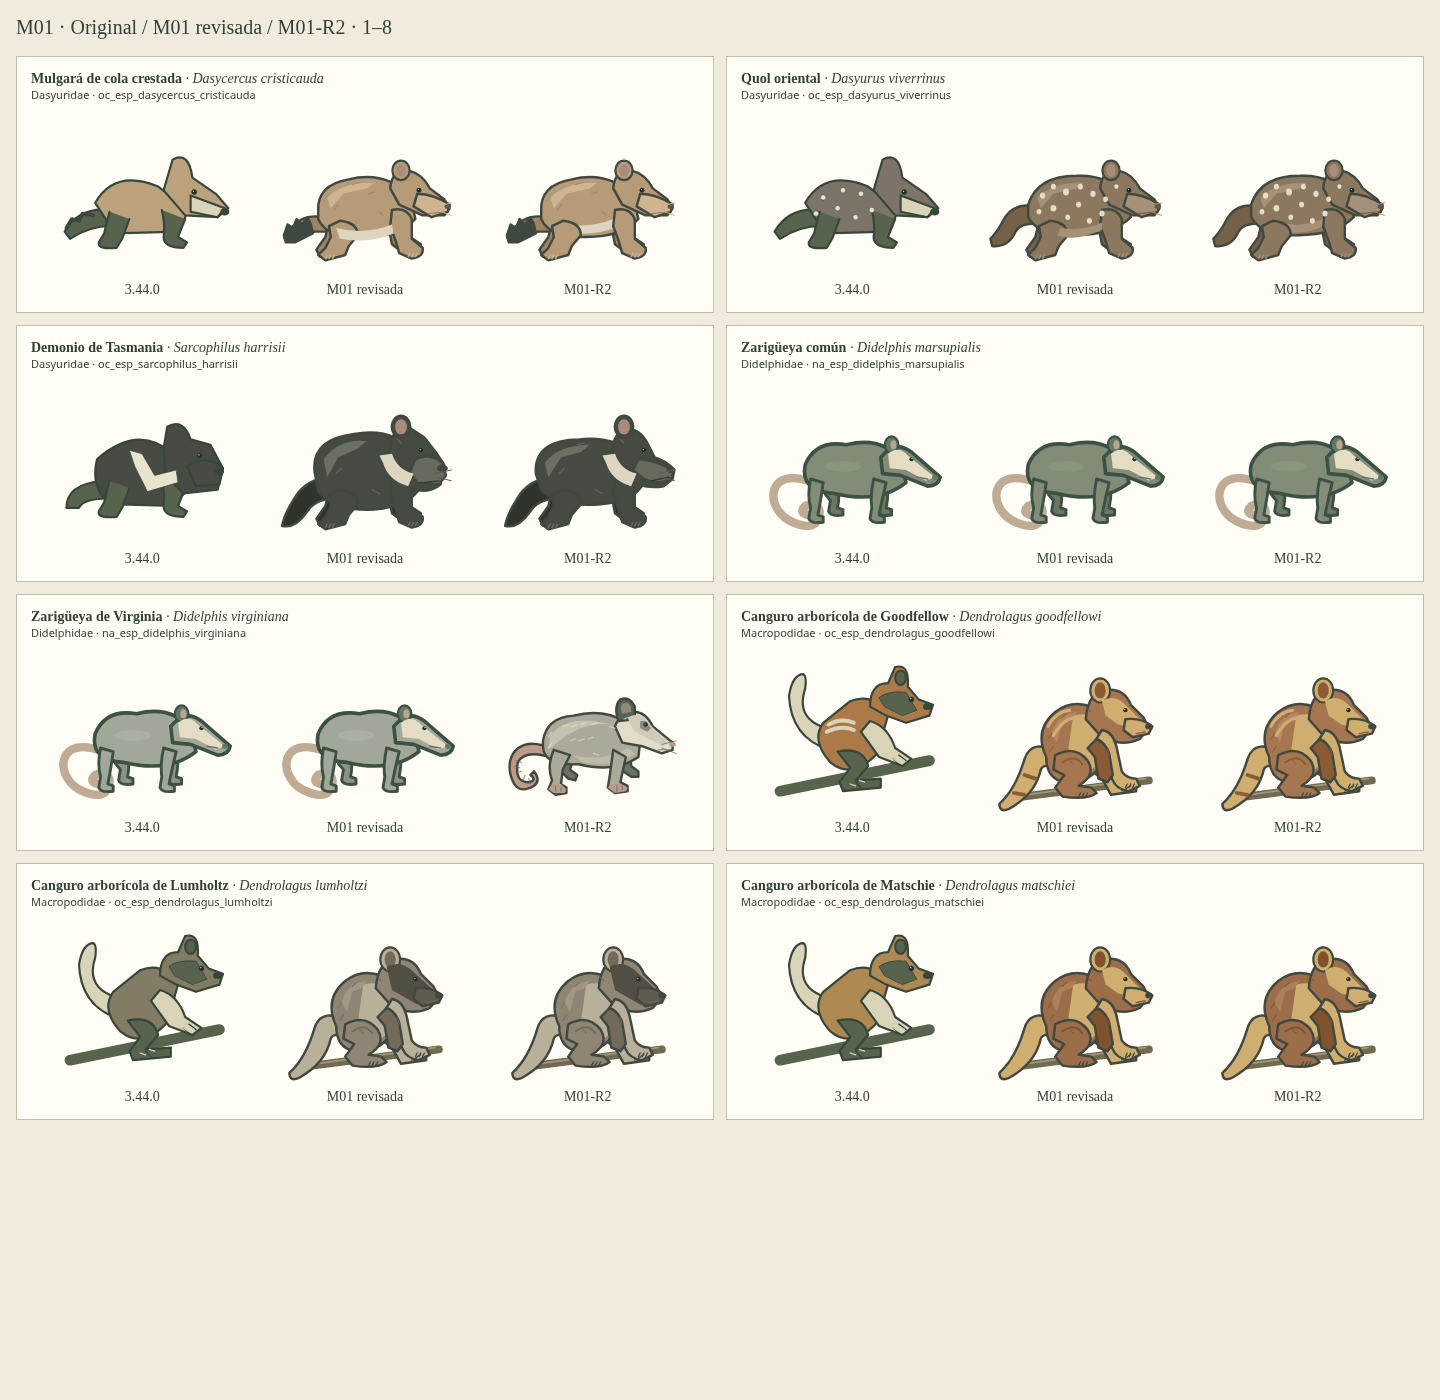 M01 · Original / M01 revisada / M01-R2 · 1–8
Mulgará de cola crestada · Dasycercus cristicauda
Dasyuridae · oc_esp_dasycercus_cristicauda
3.44.0
M01 revisada
M01-R2
Quol oriental · Dasyurus viverrinus
Dasyuridae · oc_esp_dasyurus_viverrinus
3.44.0
M01 revisada
M01-R2
Demonio de Tasmania · Sarcophilus harrisii
Dasyuridae · oc_esp_sarcophilus_harrisii
3.44.0
M01 revisada
M01-R2
Zarigüeya común · Didelphis marsupialis
Didelphidae · na_esp_didelphis_marsupialis
3.44.0
M01 revisada
M01-R2
Zarigüeya de Virginia · Didelphis virginiana
Didelphidae · na_esp_didelphis_virginiana
3.44.0
M01 revisada
M01-R2
Canguro arborícola de Goodfellow · Dendrolagus goodfellowi
Macropodidae · oc_esp_dendrolagus_goodfellowi
3.44.0
M01 revisada
M01-R2
Canguro arborícola de Lumholtz · Dendrolagus lumholtzi
Macropodidae · oc_esp_dendrolagus_lumholtzi
3.44.0
M01 revisada
M01-R2
Canguro arborícola de Matschie · Dendrolagus matschiei
Macropodidae · oc_esp_dendrolagus_matschiei
3.44.0
M01 revisada
M01-R2